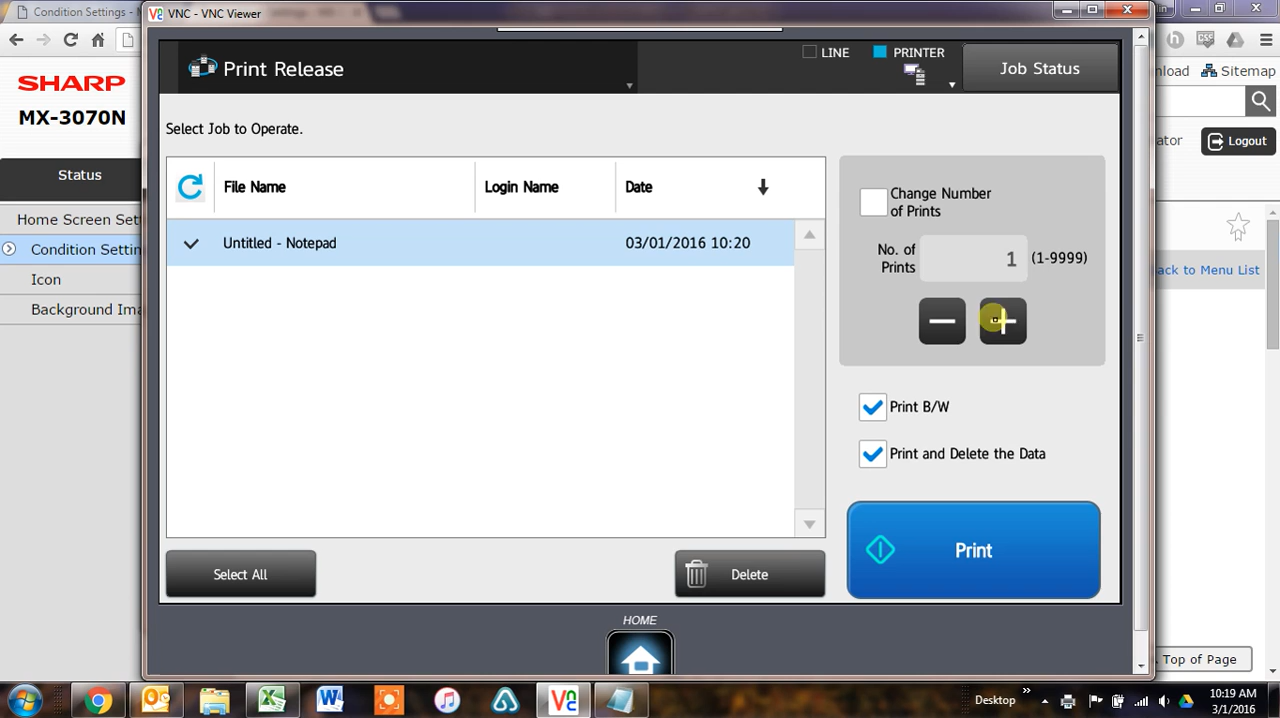 Condition Settings -
VNC - VNC Viewer
in
SHARP
MX-3070N
Status
Home Screen Sett
Condition Settin
Icon
Background Ima
Print Release
LINE
PRINTER
Job Status
Select Job to Operate.
File Name
Login Name
Date
Untitled - Notepad
03/01/2016 10:20
Change Number
of Prints
No. of
Prints
1
(1-9999)
Print B/W
Print and Delete the Data
Select All
Delete
Print
HOME
nload
Sitemap
ator
Logout
ack to Menu List
Top of Page
Desktop
10:19 AM
3/1/2016